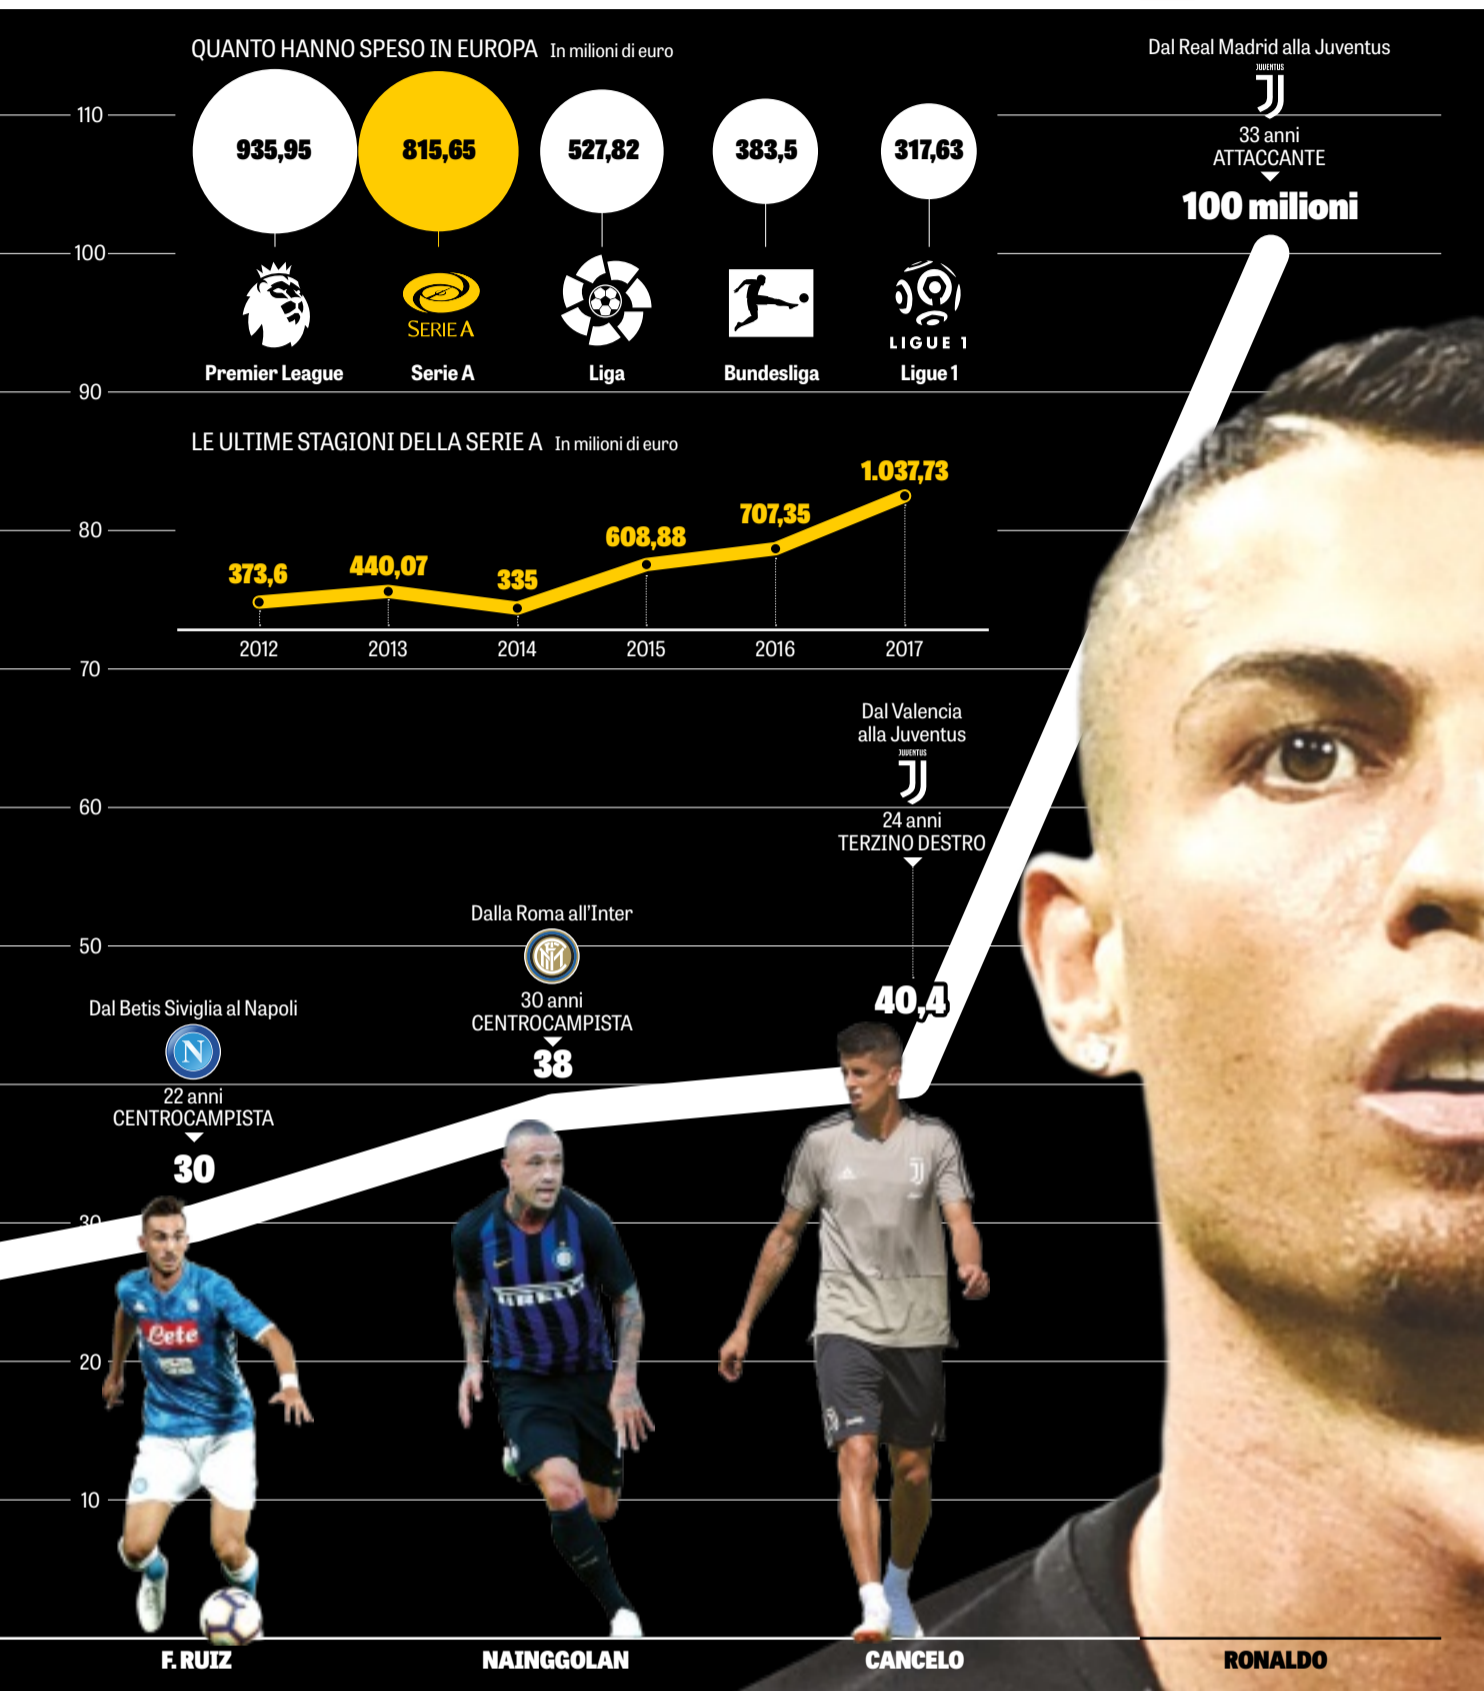 QUANTO HANNO SPESO IN EUROPA In milioni di euro
935,95
815,65
527,82
383,5
317,63
SERIE A
LIGUE 1
Premier League
Serie A
Liga
Bundesliga
Ligue 1
LE ULTIME STAGIONI DELLA SERIE A In milioni di euro
373,6
440,07
335
608,88
707,35
1.037,73
2012
2013
2014
2015
2016
2017
110
100
90
80
70
60
50
30
20
10
Dal Betis Siviglia al Napoli
N
22 anni
CENTROCAMPISTA
30
Cete
F. RUIZ
Dalla Roma all'Inter
30 anni
CENTROCAMPISTA
38
PIRELLI
NAINGGOLAN
Dal Valencia
alla Juventus
JUVENTUS
24 anni
TERZINO DESTRO
40,4
CANCELO
Dal Real Madrid alla Juventus
JUVENTUS
33 anni
ATTACCANTE
100 milioni
RONALDO